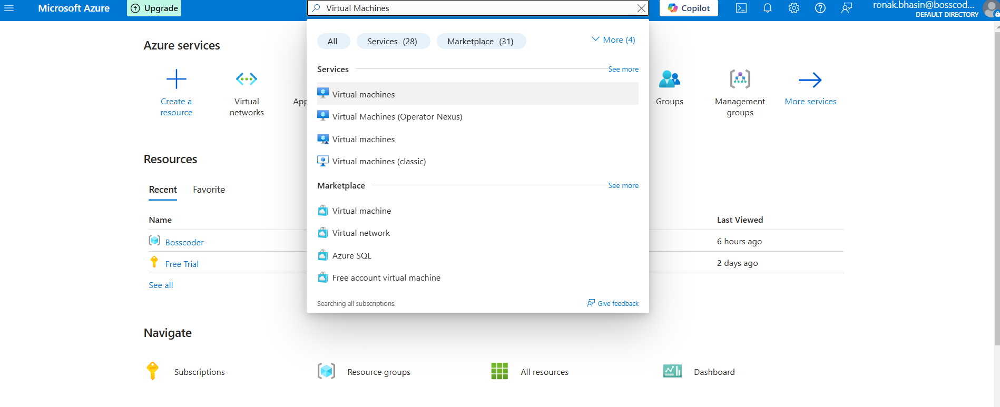 Microsoft Azure
Upgrade
Virtual Machines
Copilot
ronak.bhasin@bosscod...
DEFAULT DIRECTORY
All
Services (28)
Marketplace (31)
More (4)
Services
See more
Virtual machines
Virtual Machines (Operator Nexus)
Virtual machines
Virtual machines (classic)
Marketplace
See more
Virtual machine
Virtual network
Azure SQL
Free account virtual machine
Searching all subscriptions.
Give feedback
Azure services
Create a
resource
Virtual
networks
App
Groups
Management
groups
More services
Resources
Recent
Favorite
Name
Last Viewed
Bosscoder
6 hours ago
Free Trial
2 days ago
See all
Navigate
Subscriptions
Resource groups
All resources
Dashboard